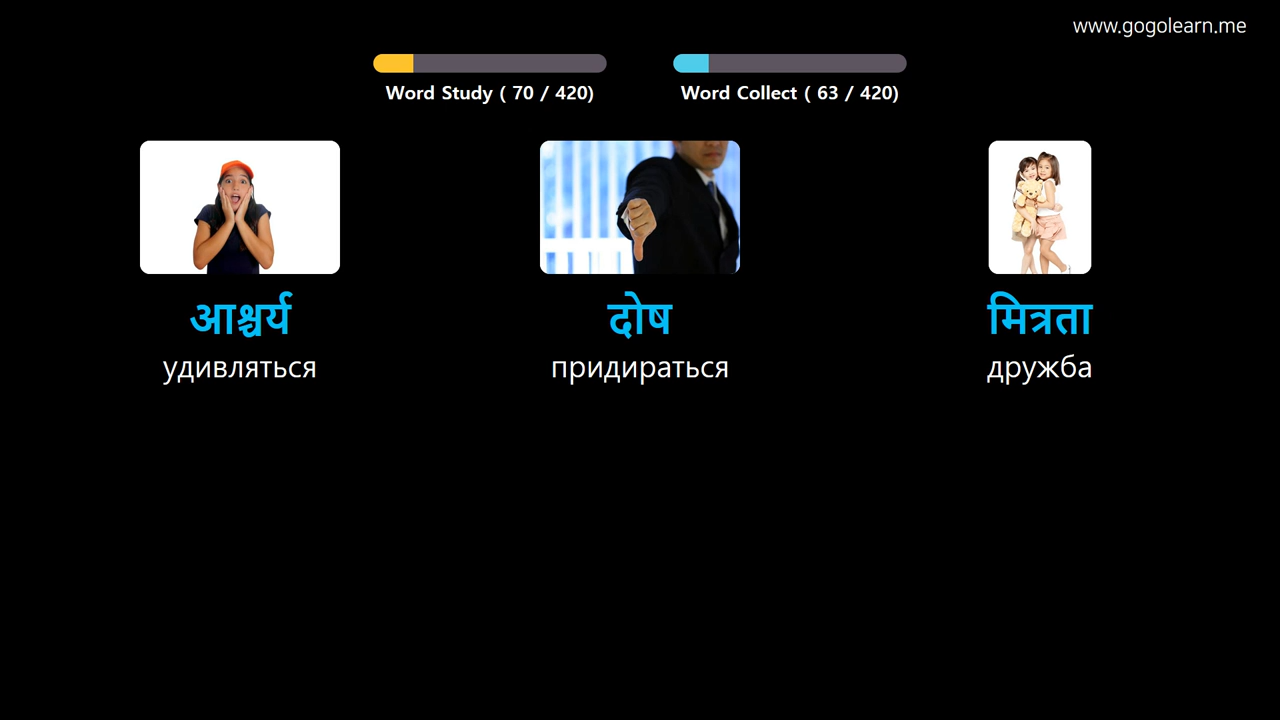 www.gogolearn.me
Word Study ( 70 / 420)
Word Collect ( 63 / 420)
आश्चर्य
दोष
मित्रता
удивляться
придираться
дружба